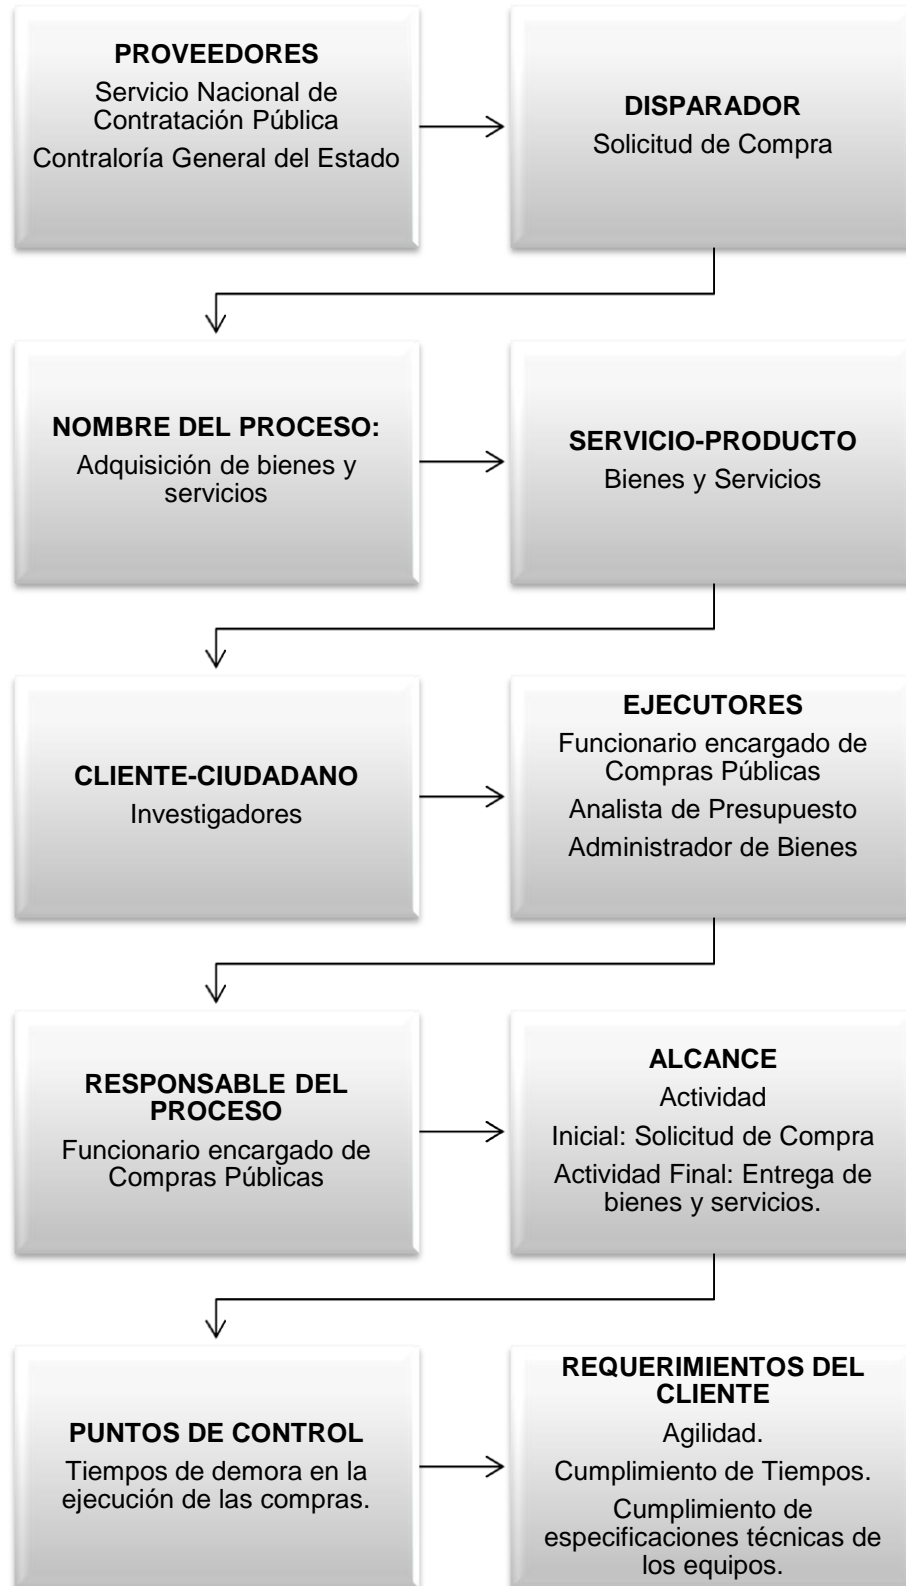 PROVEEDORES
Servicio Nacional de
Contratación Pública
Contraloría General del Estado
DISPARADOR
Solicitud de Compra
NOMBRE DEL PROCESO:
Adquisición de bienes y
servicios
SERVICIO-PRODUCTO
Bienes y Servicios
CLIENTE-CIUDADANO
Investigadores
EJECUTORES
Funcionario encargado de
Compras Públicas
Analista de Presupuesto
Administrador de Bienes
RESPONSABLE DEL
PROCESO
Funcionario encargado de
Compras Públicas
ALCANCE
Actividad
Inicial: Solicitud de Compra
Actividad Final: Entrega de
bienes y servicios.
PUNTOS DE CONTROL
Tiempos de demora en la
ejecución de las compras.
REQUERIMIENTOS DEL
CLIENTE
Agilidad.
Cumplimiento de Tiempos.
Cumplimiento de
especificaciones técnicas de
los equipos.